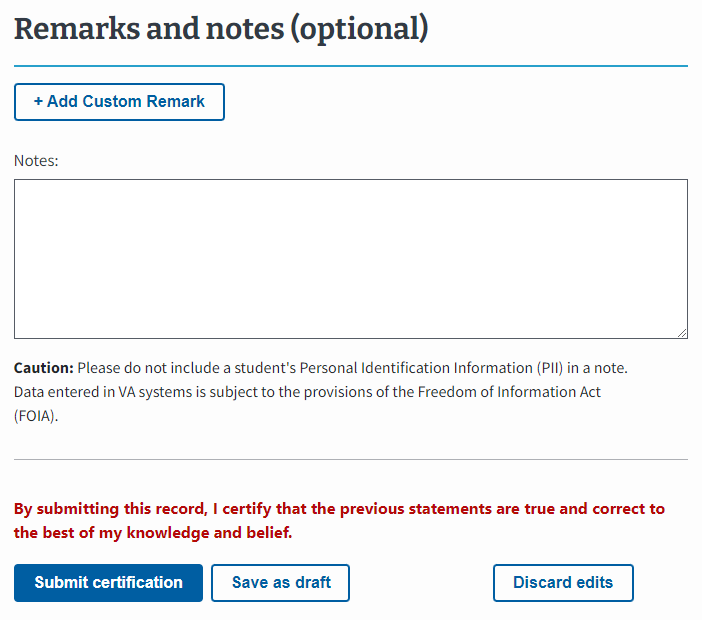 Remarks and notes (optional)
+ Add Custom Remark
Notes:
Caution: Please do not include a student's Personal Identification Information (PII) in a note.
Data entered in VA systems is subject to the provisions of the Freedom of Information Act
(FOIA).
By submitting this record, I certify that the previous statements are true and correct to
the best of my knowledge and belief.
Submit certification Save as draft Discard edits